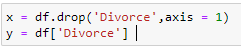 x = df.drop('Divorce',axis = 1)
y = df['Divorce']